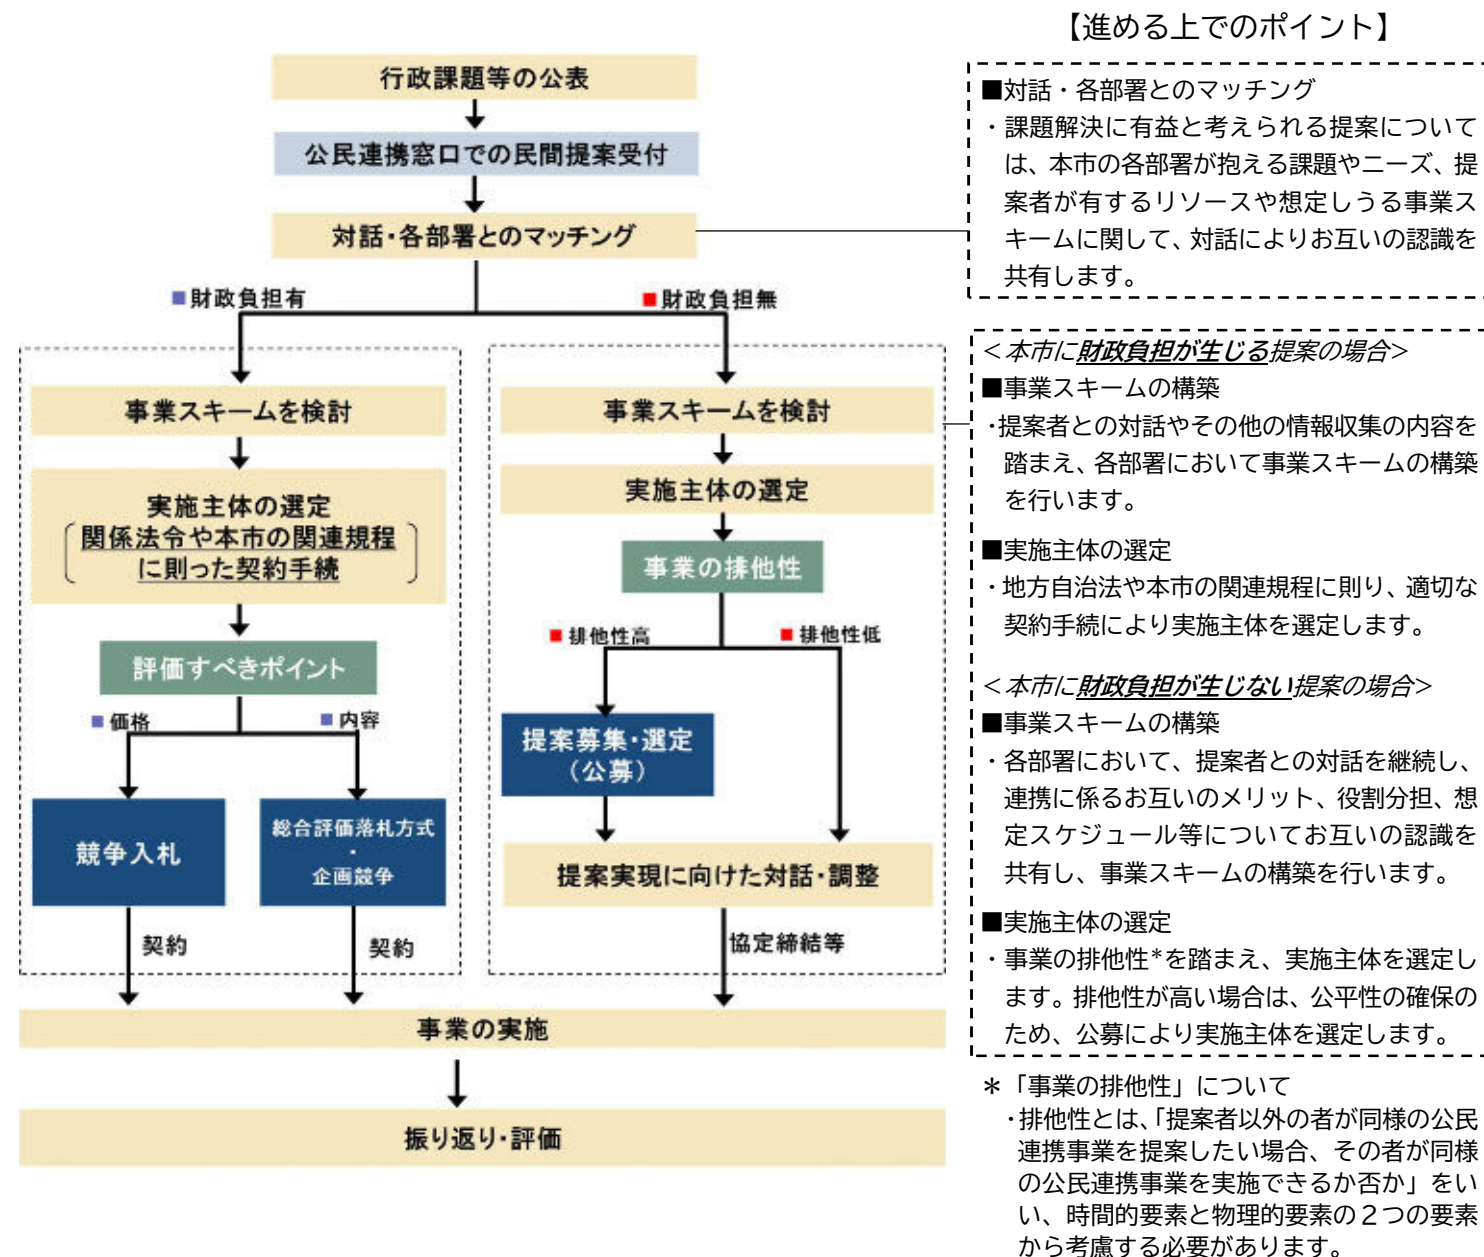 【進める上でのポイント】
行政課題等の公表
公民連携窓口での民間提案受付
対話・各部署とのマッチング
■財政負担有
■財政負担無
事業スキームを検討
実施主体の選定
関係法令や本市の関連規程
に則った契約手続
評価すべきポイント
■価格
■内容
競争入札
総合評価落札方式
・
企画競争
契約
契約
事業スキームを検討
実施主体の選定
事業の排他性
■排他性高
■排他性低
提案募集・選定
（公募）
提案実現に向けた対話・調整
協定締結等
事業の実施
振り返り・評価
■対話・各部署とのマッチング
・課題解決に有益と考えられる提案について
は、本市の各部署が抱える課題やニーズ、提
案者が有するリソースや想定しうる事業ス
キームに関して、対話によりお互いの認識を
共有します。
＜本市に財政負担が生じる提案の場合＞
■事業スキームの構築
・提案者との対話やその他の情報収集の内容を
踏まえ、各部署において事業スキームの構築
を行います。
■実施主体の選定
・地方自治法や本市の関連規程に則り、適切な
契約手続により実施主体を選定します。
＜本市に財政負担が生じない提案の場合＞
■事業スキームの構築
・各部署において、提案者との対話を継続し、
連携に係るお互いのメリット、役割分担、想
定スケジュール等についてお互いの認識を
共有し、事業スキームの構築を行います。
■実施主体の選定
・事業の排他性*を踏まえ、実施主体を選定し
ます。排他性が高い場合は、公平性の確保の
ため、公募により実施主体を選定します。
＊「事業の排他性」について
・排他性とは、「提案者以外の者が同様の公民
連携事業を提案したい場合、その者が同様
の公民連携事業を実施できるか否か」をい
い、時間的要素と物理的要素の２つの要素
から考慮する必要があります。